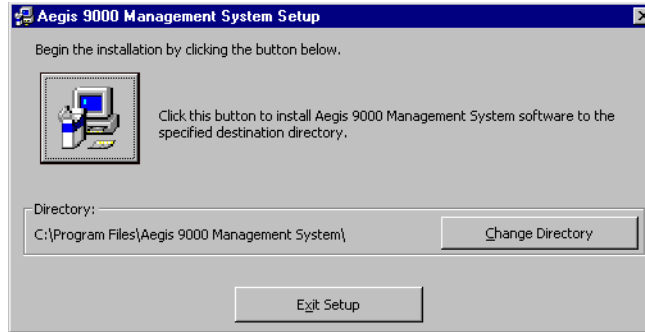 Aegis 9000 Management System Setup
Begin the installation by clicking the button below.
Click this button to install Aegis 9000 Management System software to the
specified destination directory.
Directory:
C:\Program Files\Aegis 9000 Management System\
Change Directory
Exit Setup